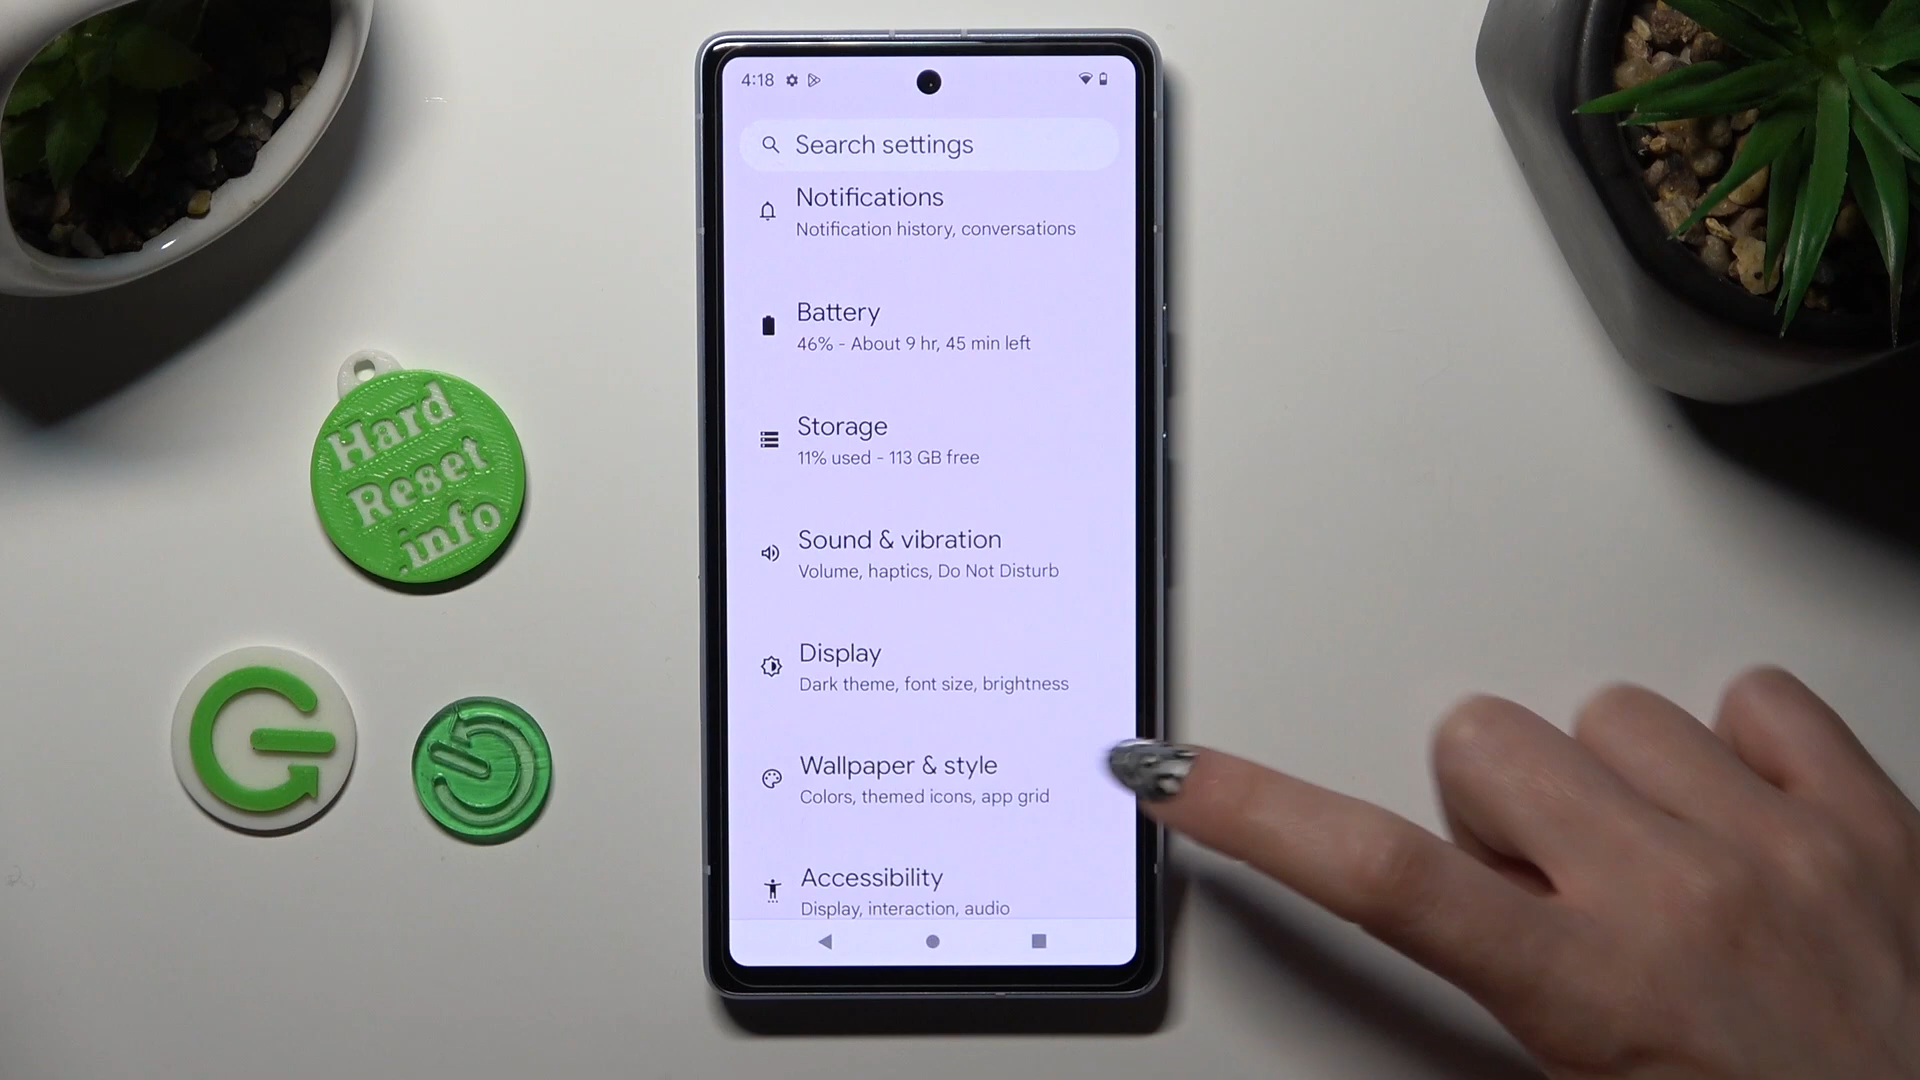 4:18
Search settings
Notifications
Notification history, conversations
Battery
46% - About 9 hr, 45 min left
Storage
11% used - 113 GB free
Sound & vibration
Volume, haptics, Do Not Disturb
Display
Dark theme, font size, brightness
Wallpaper & style
Colors, themed icons, app grid
Accessibility
Display, interaction, audio
Hard
Reset
.info